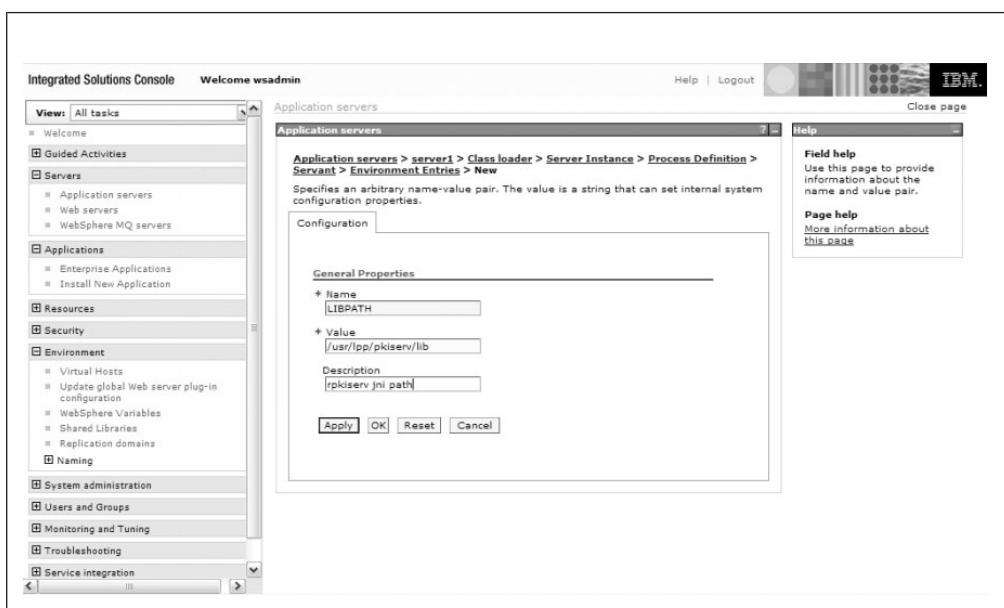 Integrated Solutions Console Welcome wsadmin
Help | Logout
IBM.
View: All tasks
Welcome
Guided Activities
Servers
Application servers
Web servers
WebSphere MQ servers
Applications
Enterprise Applications
Install New Application
Resources
Security
Environment
Virtual Hosts
Update global Web server plug-in
configuration
WebSphere Variables
Shared Libraries
Replication domains
Naming
System administration
Users and Groups
Monitoring and Tuning
Troubleshooting
Service integration
Application servers
Close page
Application servers ? -
Application servers > server1 > Class loader > Server Instance > Process Definition >
Servant > Environment Entries > New
Specifies an arbitrary name-value pair. The value is a string that can set internal system
configuration properties.
Configuration
General Properties
* Name
LIBPATH
* Value
/usr/lpp/pkiserv/lib
Description
rpkiserv jni path
Apply OK Reset Cancel
Help -
Field help
Use this page to provide
information about the
name and value pair.
Page help
More information about
this page